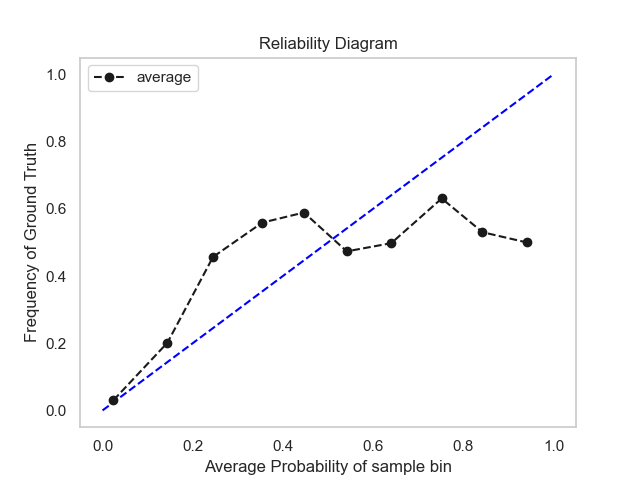 Reliability Diagram
average
Frequency of Ground Truth
1.0
0.8
0.6
0.4
0.2
0.0
0.0 0.2 0.4 0.6 0.8 1.0
Average Probability of sample bin